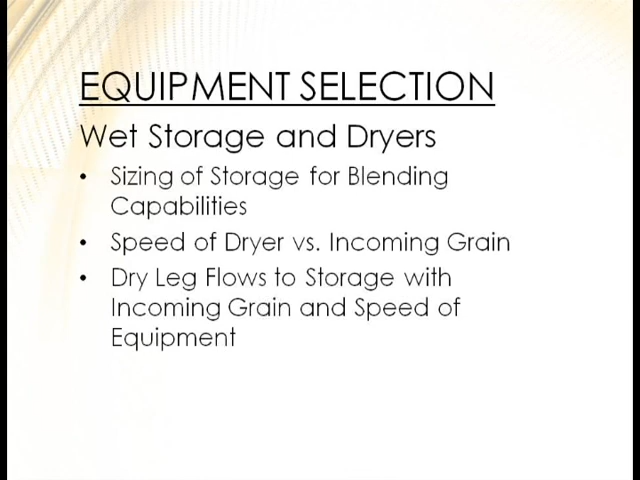 EQUIPMENT SELECTION
Wet Storage and Dryers
• Sizing of Storage for Blending
Capabilities
• Speed of Dryer vs. Incoming Grain
• Dry Leg Flows to Storage with
Incoming Grain and Speed of
Equipment